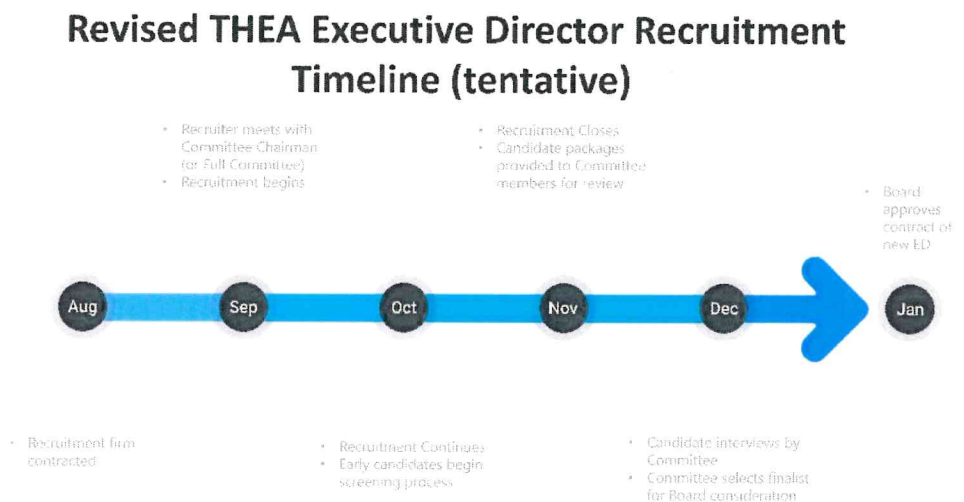 Revised THEA Executive Director Recruitment
Timeline (tentative)
• Recruiter meets with
Committee Chairman
(or Full Committee)
• Recruitment begins
• Recruitment Closes
• Candidate packages
provided to Committee
members for review
• Board
approves
contract of
new ED
Aug
Sep
Oct
Nov
Dec
Jan
• Recruitment firm
contracted
• Recruitment Continues
• Early candidates begin
screening process
• Candidate interviews by
Committee
• Committee selects finalist
for Board consideration